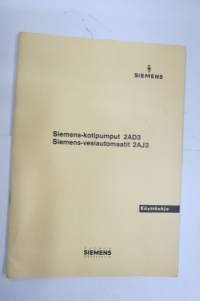 SIEMENS
Siemens-kotipumput 2AD3
Siemens-vesiautomaatit 2AJ3
Käyttöohje
SIEMENS